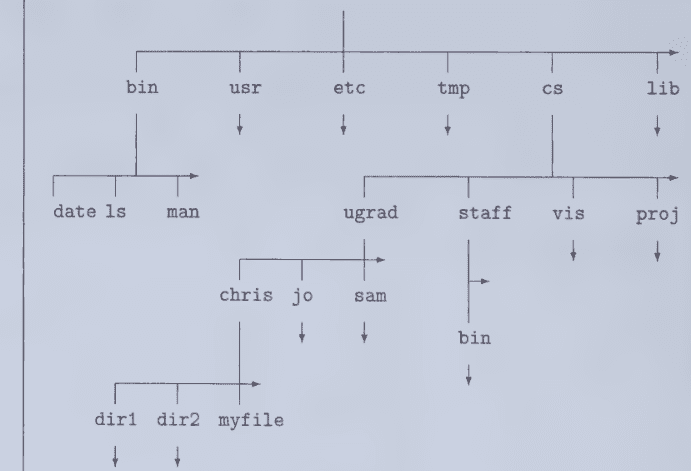 bin usr etc tmp cs lib
date ls man ugrad staff vis proj
chris jo sam
bin
dir1 dir2 myfile